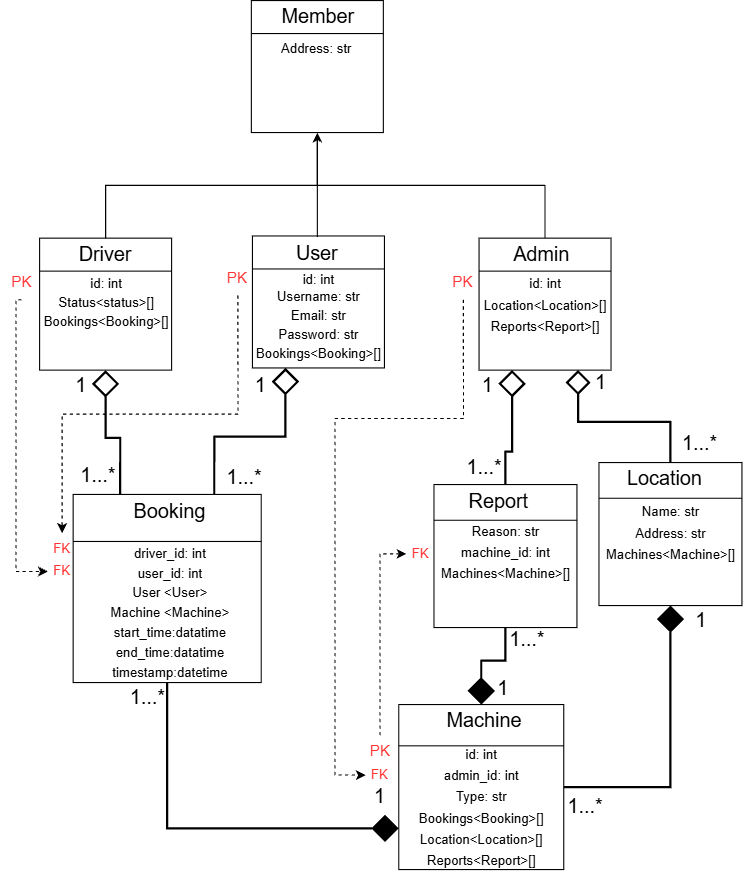 Member
Address: str
Driver
PK
id: int
Status<status>[]
Bookings<Booking>[]
1
User
PK
id: int
Username: str
Email: str
Password: str
Bookings<Booking>[]
1
Admin
PK
id: int
Location<Location>[]
Reports<Report>[]
1
1
1...*
1...*
1...*
1...*
Booking
FK
FK
driver_id: int
user_id: int
User <User>
Machine <Machine>
start_time:datatime
end_time:datatime
timestamp:datetime
1...*
Report
Reason: str
FK
machine_id: int
Machines<Machine>[]
1...*
1
Location
Name: str
Address: str
Machines<Machine>[]
1
Machine
PK
FK
id: int
admin_id: int
Type: str
Bookings<Booking>[]
Location<Location>[]
Reports<Report>[]
1
1...*